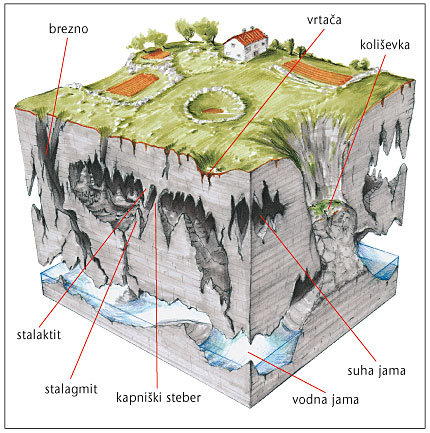 brezno
vrtača
koliševka
stalaktit
stalagmit
kapniški steber
vodna jama
suha jama